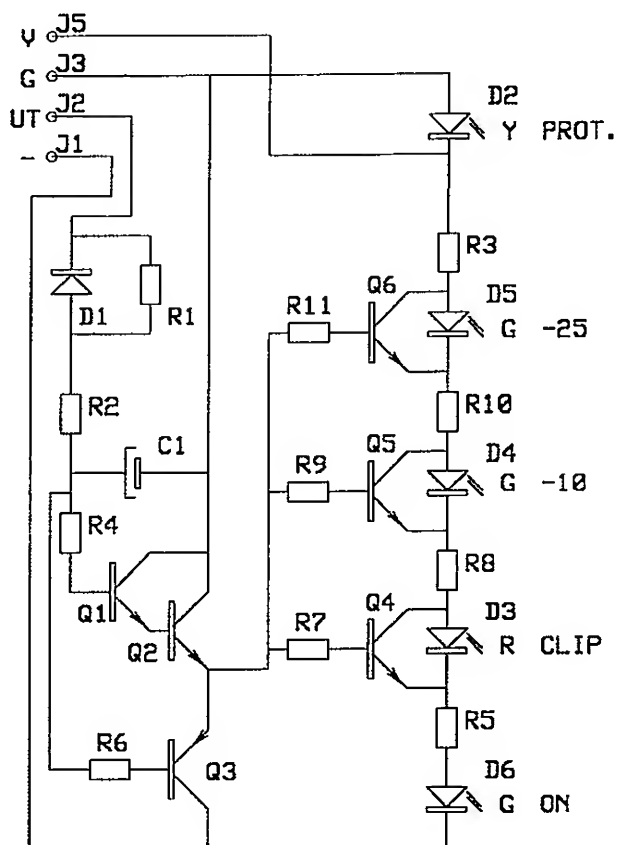 Y J5
G J3
UT J2
- J1
D2
Y PROT.
R3
Q6
D5
R11
G -25
D1
R1
R2
R10
C1
Q5
D4
R9
G -10
R4
R8
Q1
Q2
Q4
D3
R7
R CLIP
R5
R6
Q3
D6
G ON